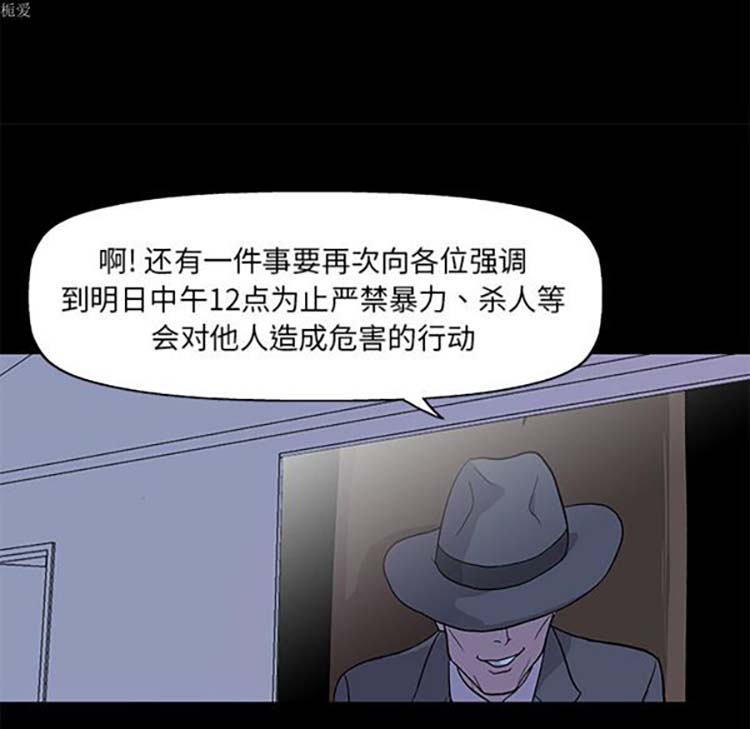 栀爱
啊! 还有一件事要再次向各位强调
到明日中午12点为止严禁暴力、杀人等
会对他人造成危害的行动